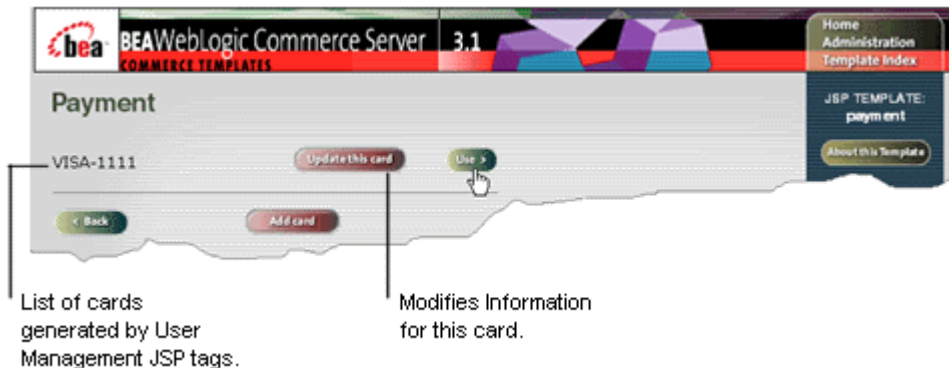 bea BEAWebLogic Commerce Server 3.1
COMMERCE TEMPLATES
Home
Administration
Template Index
Payment
JSP TEMPLATE:
payment
About this Template
VISA-1111 Update this card Use >
< Back Add card
List of cards
generated by User
Management JSP tags.
Modifies Information
for this card.